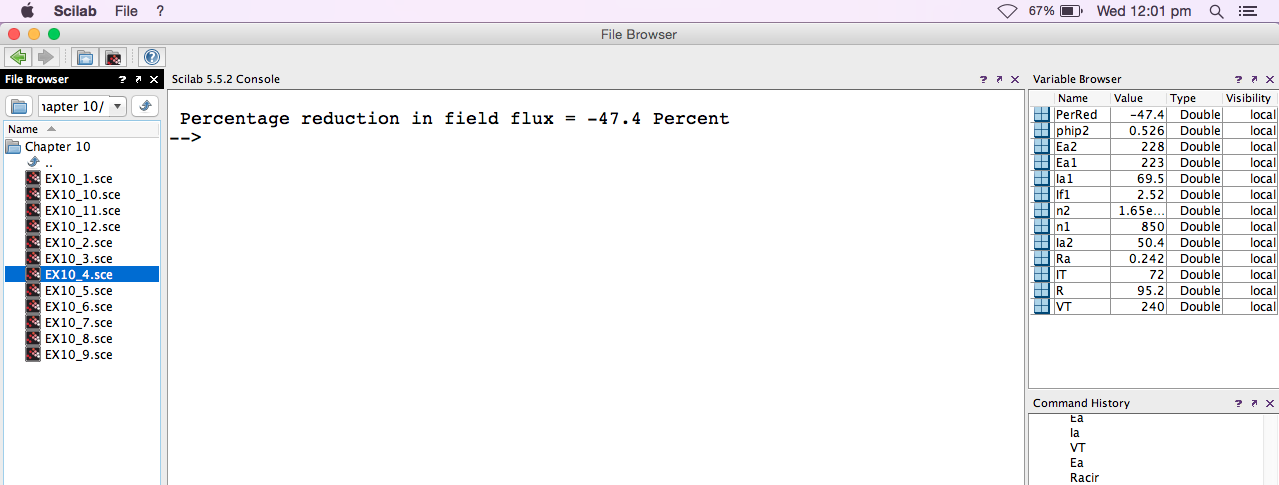 Scilab File ? 67% Wed 12:01 pm
File Browser
?
File Browser ? ×
hapter 10/
Name
Chapter 10
..
EX10_1.sce
EX10_10.sce
EX10_11.sce
EX10_12.sce
EX10_2.sce
EX10_3.sce
EX10_4.sce
EX10_5.sce
EX10_6.sce
EX10_7.sce
EX10_8.sce
EX10_9.sce
Scilab 5.5.2 Console ? ×
Percentage reduction in field flux = -47.4 Percent
-->
Variable Browser ? ×
Name Value Type Visibility
PerRed -47.4 Double local
phip2 0.526 Double local
Ea2 228 Double local
Ea1 223 Double local
Ia1 69.5 Double local
If1 2.52 Double local
n2 1.65e... Double local
n1 850 Double local
Ia2 50.4 Double local
Ra 0.242 Double local
IT 72 Double local
R 95.2 Double local
VT 240 Double local
Command History ? ×
Ea
Ia
VT
Ea
Racir